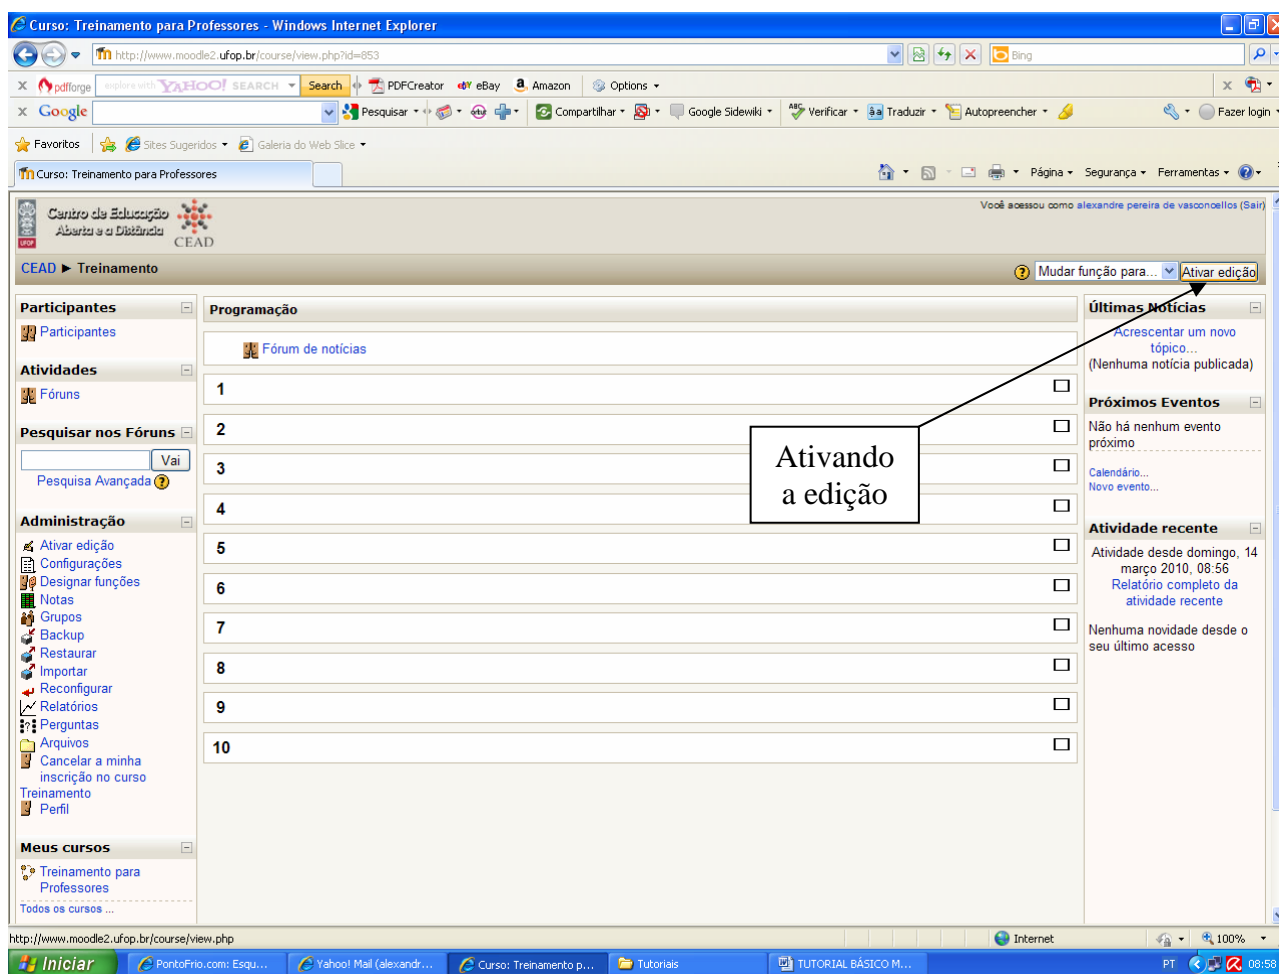 Curso: Treinamento para Professores - Windows Internet Explorer
http://www.moodle2.ufop.br/course/view.php?id=853
Bing
pdfforge explore with YAHOO! SEARCH Search PDFCreator eBay Amazon Options
Google Pesquisar Compartilhar Google Sidewiki Verificar Traduzir Autopreencher Fazer login
Favoritos Sites Sugeridos Galeria do Web Slice
Curso: Treinamento para Professores
Página Segurança Ferramentas
Centro de Educação
Aberta e a Distância
CEAD
UFOP
Você acessou como alexandre pereira de vasconcellos (Sair)
CEAD ► Treinamento
Mudar função para... Ativar edição
Participantes
Participantes
Atividades
Fóruns
Pesquisar nos Fóruns
Vai
Pesquisa Avançada
Administração
Ativar edição
Configurações
Designar funções
Notas
Grupos
Backup
Restaurar
Importar
Reconfigurar
Relatórios
Perguntas
Arquivos
Cancelar a minha
inscrição no curso
Treinamento
Perfil
Meus cursos
Treinamento para
Professores
Todos os cursos ...
Programação
Fórum de notícias
1
2
3
4
5
6
7
8
9
10
Ativando
a edição
Últimas Notícias
Acrescentar um novo
tópico...
(Nenhuma notícia publicada)
Próximos Eventos
Não há nenhum evento
próximo
Calendário...
Novo evento...
Atividade recente
Atividade desde domingo, 14
março 2010, 08:56
Relatório completo da
atividade recente
Nenhuma novidade desde o
seu último acesso
http://www.moodle2.ufop.br/course/view.php
Internet
100%
Iniciar
PontoFrio.com: Esqu...
Yahoo! Mail (alexandr...
Curso: Treinamento p...
Tutoriais
TUTORIAL BÁSICO M...
PT
08:58